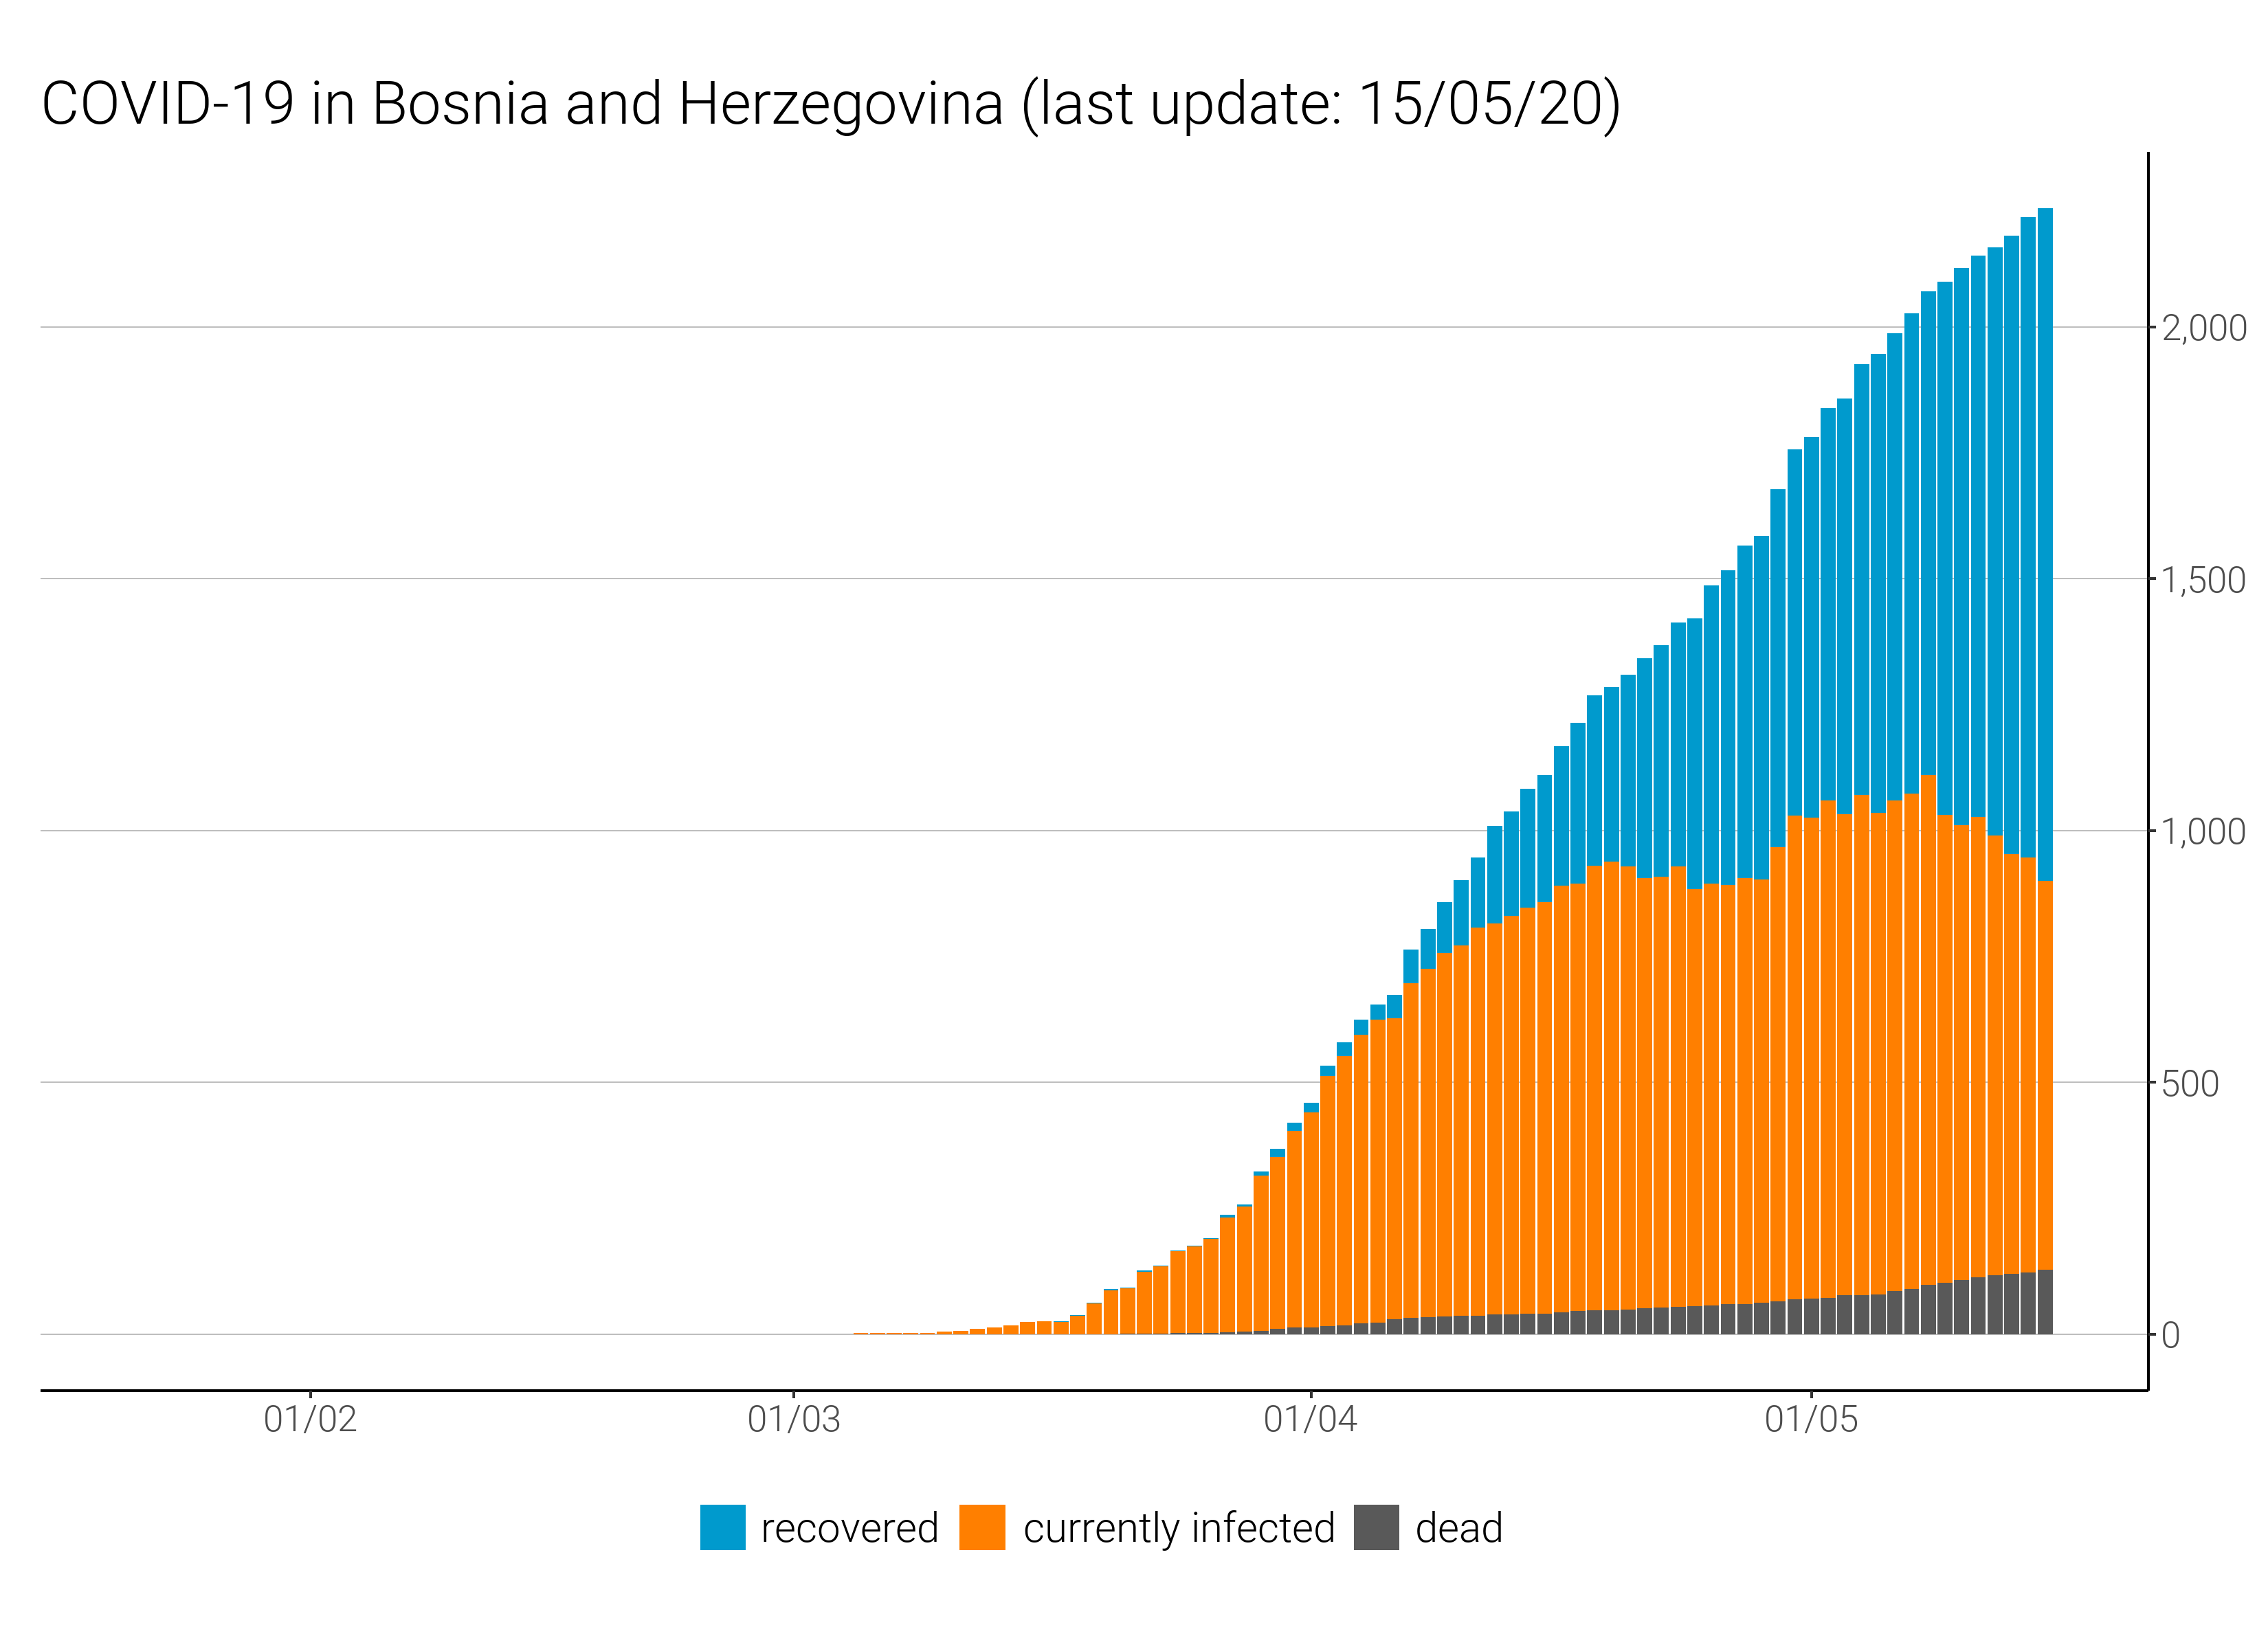 COVID-19 in Bosnia and Herzegovina (last update: 15/05/20)
2,000
1,500
1,000
500
0
01/02 01/03 01/04 01/05
recovered currently infected dead